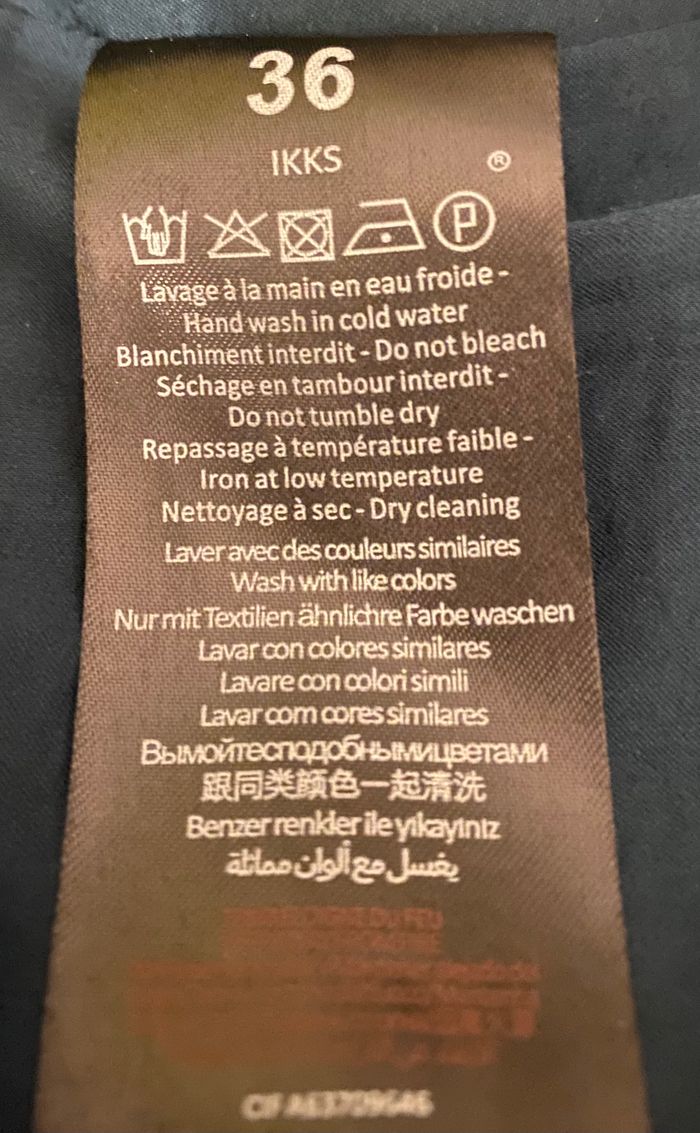 36
IKKS ®
P
Lavage à la main en eau froide -
Hand wash in cold water
Blanchiment interdit - Do not bleach
Séchage en tambour interdit -
Do not tumble dry
Repassage à température faible -
Iron at low temperature
Nettoyage à sec - Dry cleaning
Laver avec des couleurs similaires
Wash with like colors
Nur mit Textilien ähnlichre Farbe waschen
Lavar con colores similares
Lavare con colori simili
Lavar com cores similares
Вымойтесподобнымицветами
跟同类颜色一起清洗
Benzer renkler ile yıkayınız
يغسل مع ألوان مماثلة
DU FEU